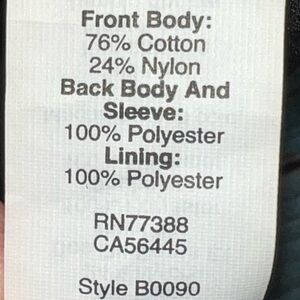 Front Body:
76% Cotton
24% Nylon
Back Body And
Sleeve:
100% Polyester
Lining:
100% Polyester
RN77388
CA56445
Style B0090